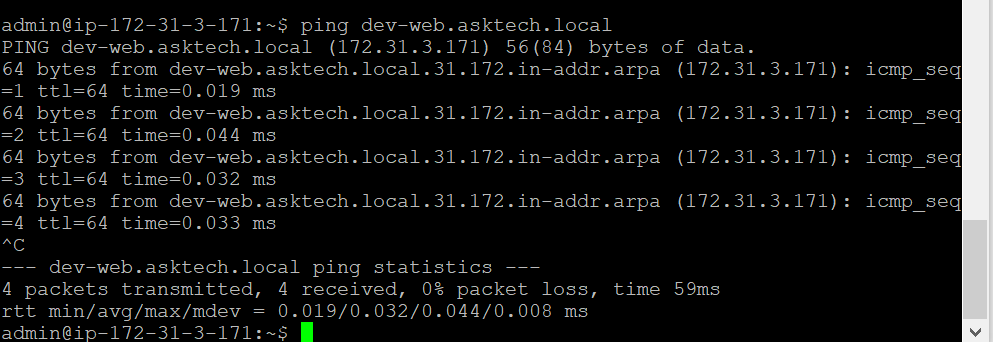 admin@ip-172-31-3-171:~$ ping dev-web.asktech.local
PING dev-web.asktech.local (172.31.3.171) 56(84) bytes of data.
64 bytes from dev-web.asktech.local.31.172.in-addr.arpa (172.31.3.171): icmp_seq
=1 ttl=64 time=0.019 ms
64 bytes from dev-web.asktech.local.31.172.in-addr.arpa (172.31.3.171): icmp_seq
=2 ttl=64 time=0.044 ms
64 bytes from dev-web.asktech.local.31.172.in-addr.arpa (172.31.3.171): icmp_seq
=3 ttl=64 time=0.032 ms
64 bytes from dev-web.asktech.local.31.172.in-addr.arpa (172.31.3.171): icmp_seq
=4 ttl=64 time=0.033 ms
^C
--- dev-web.asktech.local ping statistics ---
4 packets transmitted, 4 received, 0% packet loss, time 59ms
rtt min/avg/max/mdev = 0.019/0.032/0.044/0.008 ms
admin@ip-172-31-3-171:~$